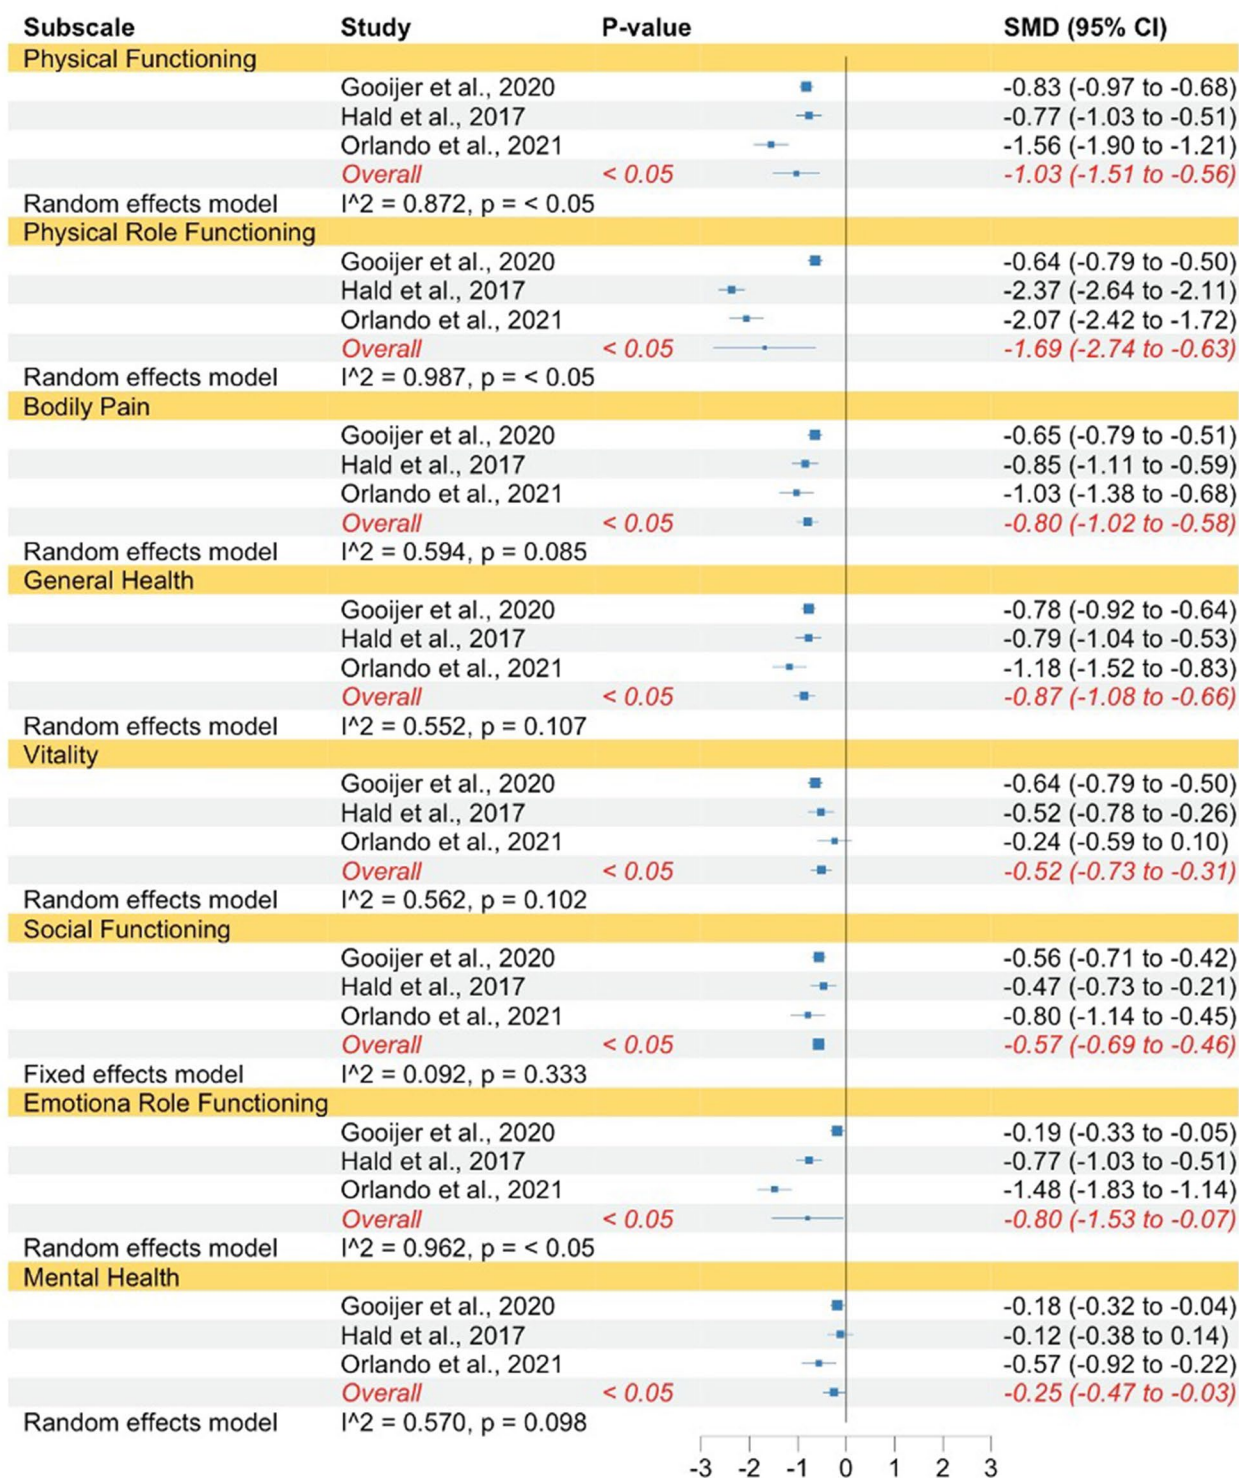 Subscale Study P-value SMD (95% CI)
Physical Functioning
Gooijer et al., 2020 -0.83 (-0.97 to -0.68)
Hald et al., 2017 -0.77 (-1.03 to -0.51)
Orlando et al., 2021 -1.56 (-1.90 to -1.21)
Overall < 0.05 -1.03 (-1.51 to -0.56)
Random effects model I^2 = 0.872, p = < 0.05
Physical Role Functioning
Gooijer et al., 2020 -0.64 (-0.79 to -0.50)
Hald et al., 2017 -2.37 (-2.64 to -2.11)
Orlando et al., 2021 -2.07 (-2.42 to -1.72)
Overall < 0.05 -1.69 (-2.74 to -0.63)
Random effects model I^2 = 0.987, p = < 0.05
Bodily Pain
Gooijer et al., 2020 -0.65 (-0.79 to -0.51)
Hald et al., 2017 -0.85 (-1.11 to -0.59)
Orlando et al., 2021 -1.03 (-1.38 to -0.68)
Overall < 0.05 -0.80 (-1.02 to -0.58)
Random effects model I^2 = 0.594, p = 0.085
General Health
Gooijer et al., 2020 -0.78 (-0.92 to -0.64)
Hald et al., 2017 -0.79 (-1.04 to -0.53)
Orlando et al., 2021 -1.18 (-1.52 to -0.83)
Overall < 0.05 -0.87 (-1.08 to -0.66)
Random effects model I^2 = 0.552, p = 0.107
Vitality
Gooijer et al., 2020 -0.64 (-0.79 to -0.50)
Hald et al., 2017 -0.52 (-0.78 to -0.26)
Orlando et al., 2021 -0.24 (-0.59 to 0.10)
Overall < 0.05 -0.52 (-0.73 to -0.31)
Random effects model I^2 = 0.562, p = 0.102
Social Functioning
Gooijer et al., 2020 -0.56 (-0.71 to -0.42)
Hald et al., 2017 -0.47 (-0.73 to -0.21)
Orlando et al., 2021 -0.80 (-1.14 to -0.45)
Overall < 0.05 -0.57 (-0.69 to -0.46)
Fixed effects model I^2 = 0.092, p = 0.333
Emotiona Role Functioning
Gooijer et al., 2020 -0.19 (-0.33 to -0.05)
Hald et al., 2017 -0.77 (-1.03 to -0.51)
Orlando et al., 2021 -1.48 (-1.83 to -1.14)
Overall < 0.05 -0.80 (-1.53 to -0.07)
Random effects model I^2 = 0.962, p = < 0.05
Mental Health
Gooijer et al., 2020 -0.18 (-0.32 to -0.04)
Hald et al., 2017 -0.12 (-0.38 to 0.14)
Orlando et al., 2021 -0.57 (-0.92 to -0.22)
Overall < 0.05 -0.25 (-0.47 to -0.03)
Random effects model I^2 = 0.570, p = 0.098
-3 -2 -1 0 1 2 3